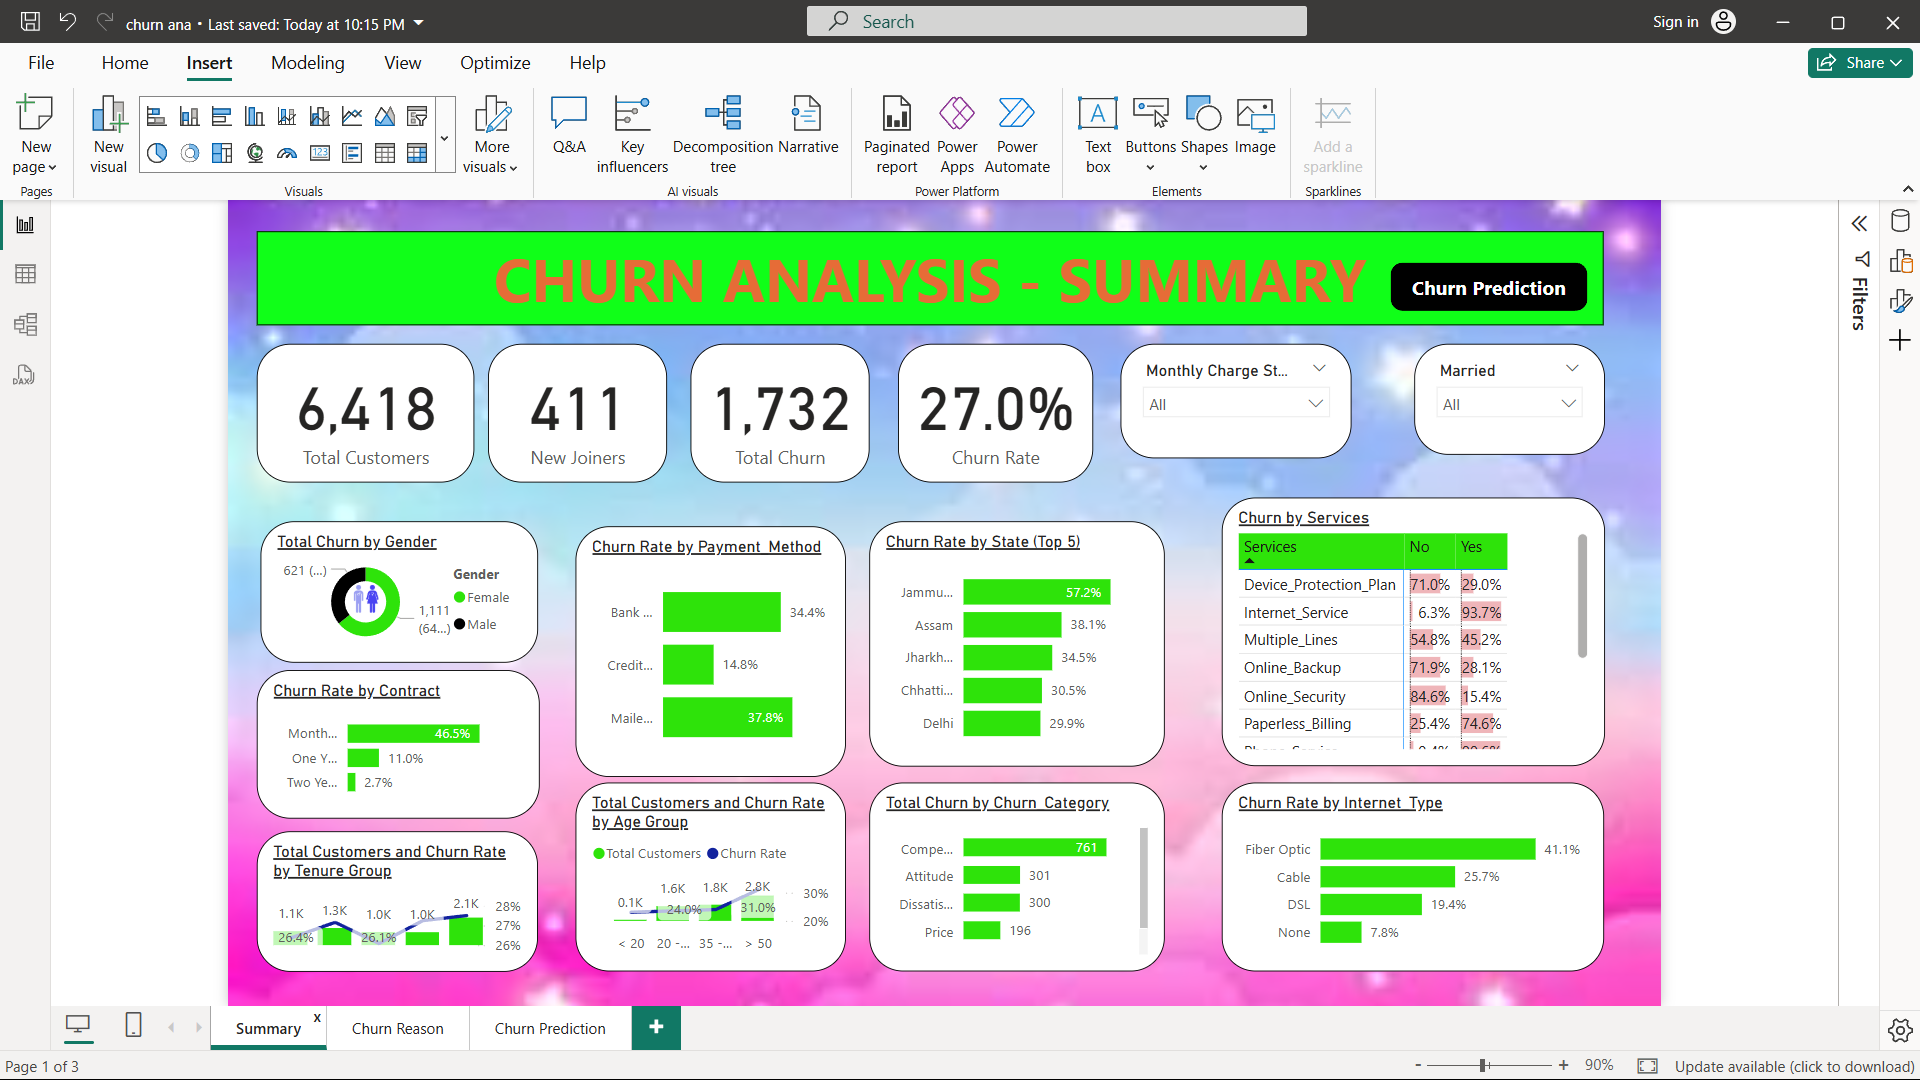 churn ana • Last saved: Today at 10:15 PM
Search
Sign in
File
Home
Insert
Modeling
View
Optimize
Help
Share
New page
Pages
New visual
More visuals
Visuals
Q&A
Key influencers
Decomposition tree
Narrative
AI visuals
Paginated report
Power Apps
Power Automate
Power Platform
Text box
Buttons
Shapes
Image
Elements
Add a sparkline
Sparklines
DAX
Filters
CHURN ANALYSIS - SUMMARY
Churn Prediction
6,418
Total Customers
411
New Joiners
1,732
Total Churn
27.0%
Churn Rate
Monthly Charge St...
All
Married
All
Total Churn by Gender
621 (...)
1,111
(64...)
Gender
Female
Male
Churn Rate by Contract
Month... 46.5%
One Y... 11.0%
Two Ye... 2.7%
Total Customers and Churn Rate
by Tenure Group
1.1K 1.3K 1.0K 1.0K 2.1K
26.4% 26.1%
28%
27%
26%
Churn Rate by Payment_Method
Bank ... 34.4%
Credit... 14.8%
Maile... 37.8%
Total Customers and Churn Rate
by Age Group
Total Customers Churn Rate
0.1K 1.6K 1.8K 2.8K
24.0% 31.0%
30%
20%
< 20 20 -... 35 -... > 50
Churn Rate by State (Top 5)
Jammu... 57.2%
Assam 38.1%
Jharkh... 34.5%
Chhatti... 30.5%
Delhi 29.9%
Total Churn by Churn_Category
Compe... 761
Attitude 301
Dissatis... 300
Price 196
Churn by Services
Services No Yes
Device_Protection_Plan 71.0% 29.0%
Internet_Service 6.3% 93.7%
Multiple_Lines 54.8% 45.2%
Online_Backup 71.9% 28.1%
Online_Security 84.6% 15.4%
Paperless_Billing 25.4% 74.6%
Churn Rate by Internet_Type
Fiber Optic 41.1%
Cable 25.7%
DSL 19.4%
None 7.8%
Summary x
Churn Reason
Churn Prediction
+
Page 1 of 3
- + 90%
Update available (click to download)